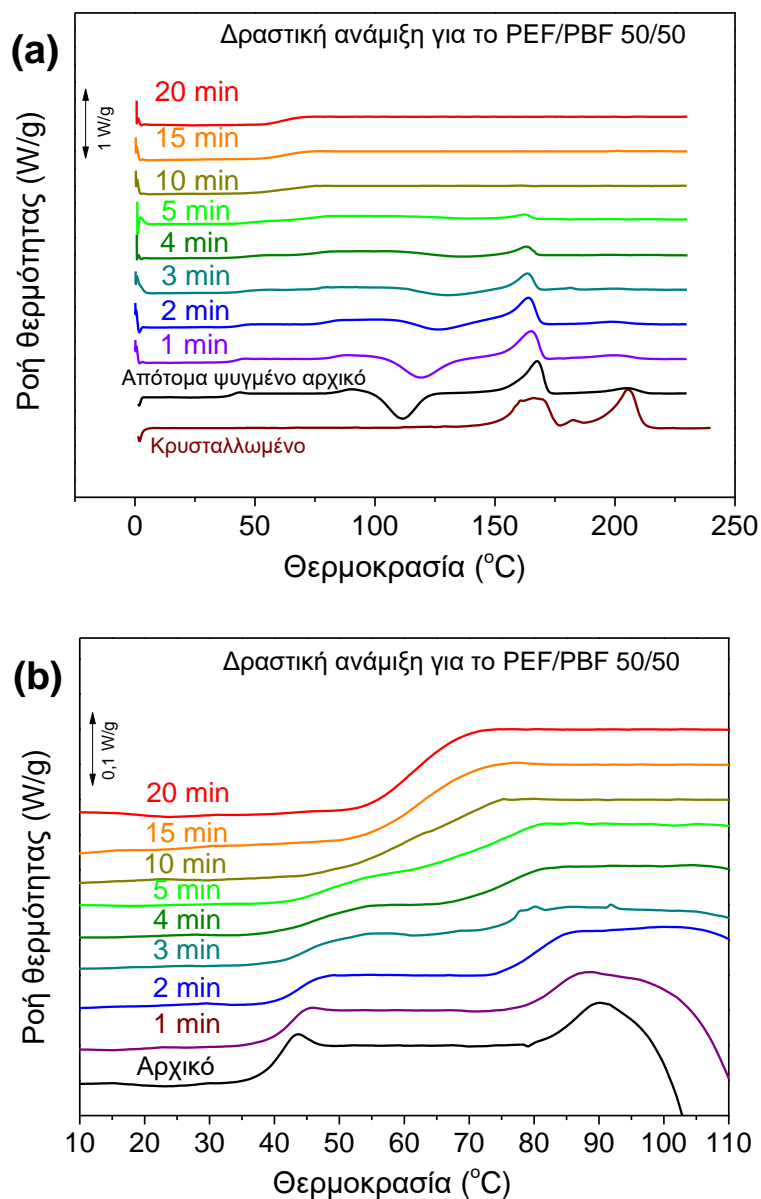 (a)
Δραστική ανάμιξη για το PEF/PBF 50/50
1 W/g
20 min
15 min
10 min
5 min
4 min
3 min
2 min
1 min
Απότομα ψυγμένο αρχικό
Κρυσταλλωμένο
Ροή θερμότητας (W/g)
0 50 100 150 200 250
Θερμοκρασία (°C)
(b)
Δραστική ανάμιξη για το PEF/PBF 50/50
0,1 W/g
20 min
15 min
10 min
5 min
4 min
3 min
2 min
1 min
Αρχικό
Ροή θερμότητας (W/g)
10 20 30 40 50 60 70 80 90 100 110
Θερμοκρασία (°C)